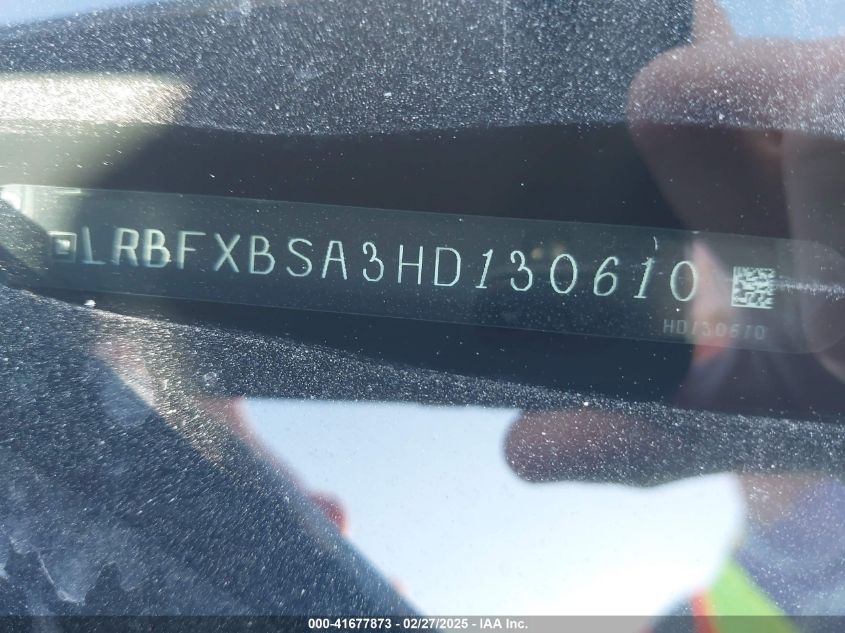 LRBFXBSA3HD130610
HD130610
000-41677873 / 02/27/2025 - IAA Inc.